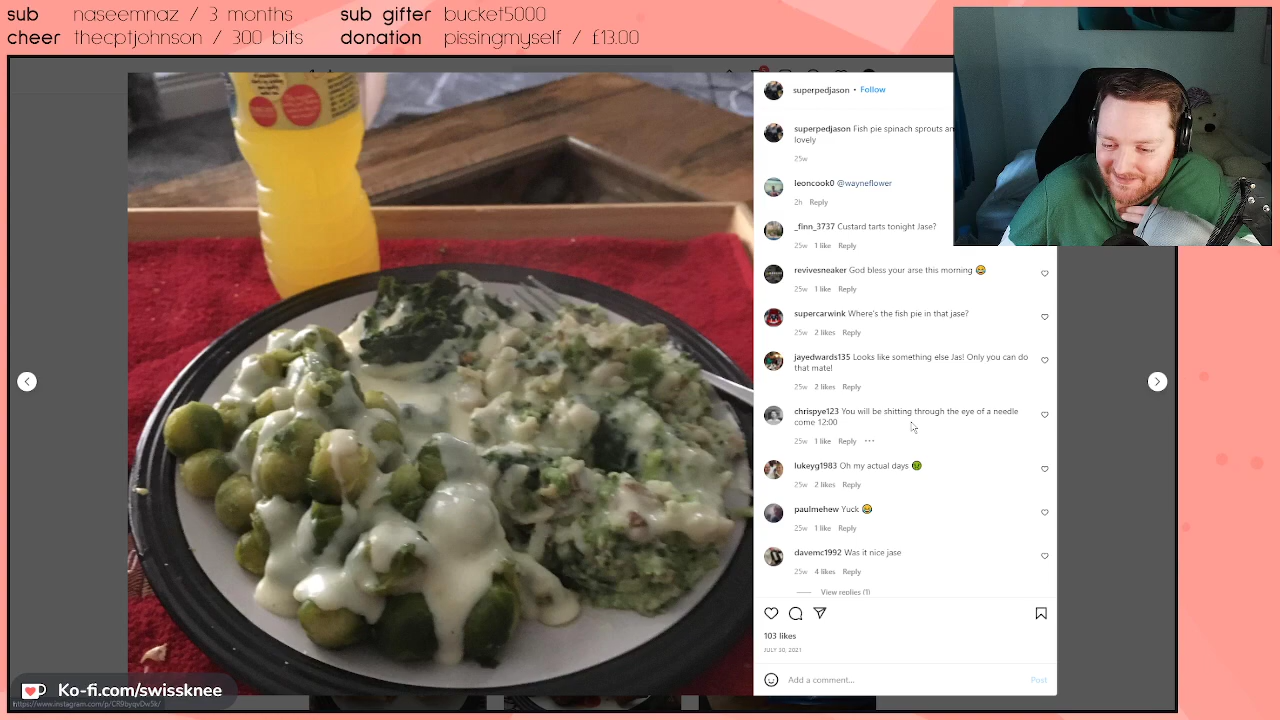 sub naseemnaz / 3 months sub gifter bucket5000
cheer thecptjohnson / 300 bits donation pissingmyself / £13.00
superpedjason • Follow
superpedjason Fish pie spinach sprouts an
lovely
25w
leoncook0 @wayneflower
2h Reply
_finn_3737 Custard tarts tonight Jase?
25w 1 like Reply
revivesneaker God bless your arse this morning 😂
25w 1 like Reply
supercarwink Where's the fish pie in that jase?
25w 2 likes Reply
jayedwards135 Looks like something else Jas! Only you can do
that mate!
25w 2 likes Reply
chrispye123 You will be shitting through the eye of a needle
come 12:00
25w 1 like Reply ···
lukeyg1983 Oh my actual days 🤢
25w 2 likes Reply
paulmehew Yuck 😂
25w 1 like Reply
davemc1992 Was it nice jase
25w 4 likes Reply
View replies (1)
103 likes
JULY 30, 2021
Add a comment... Post
Ko-fi.com/swissknee